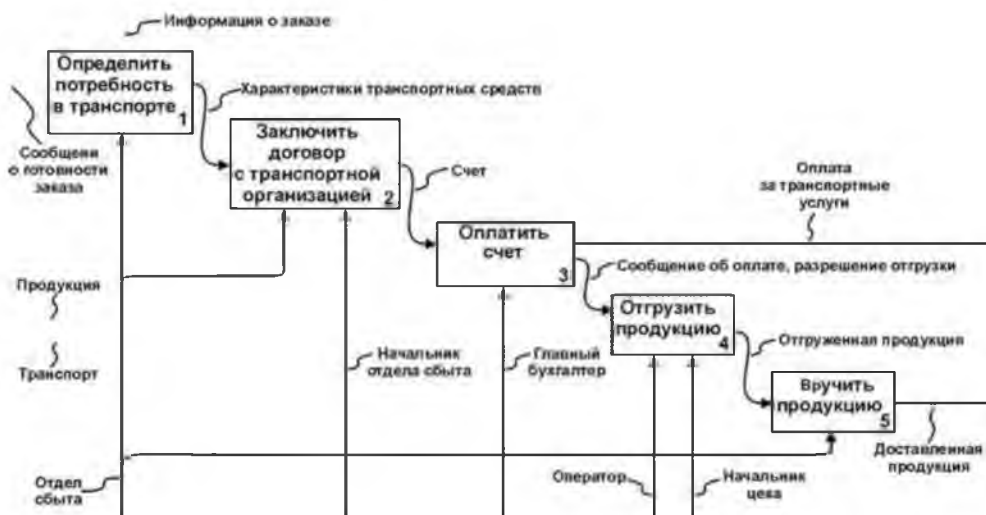 Информация о заказе
Определить
потребность
в транспорте
1
Характеристики транспортных средств
Сообщени
о готовности
заказа
Заключить
договор
с транспортной
организацией
2
Счет
Оплата
за транспортные
услуги
Оплатить
счет
3
Сообщение об оплате, разрешение отгрузки
Продукция
Отгрузить
продукцию
4
Отгруженная продукция
Транспорт
Начальник
отдела сбыта
Главный
бухгалтер
Вручить
продукцию
5
Доставленная
продукция
Отдел
сбыта
Оператор
Начальник
цеха